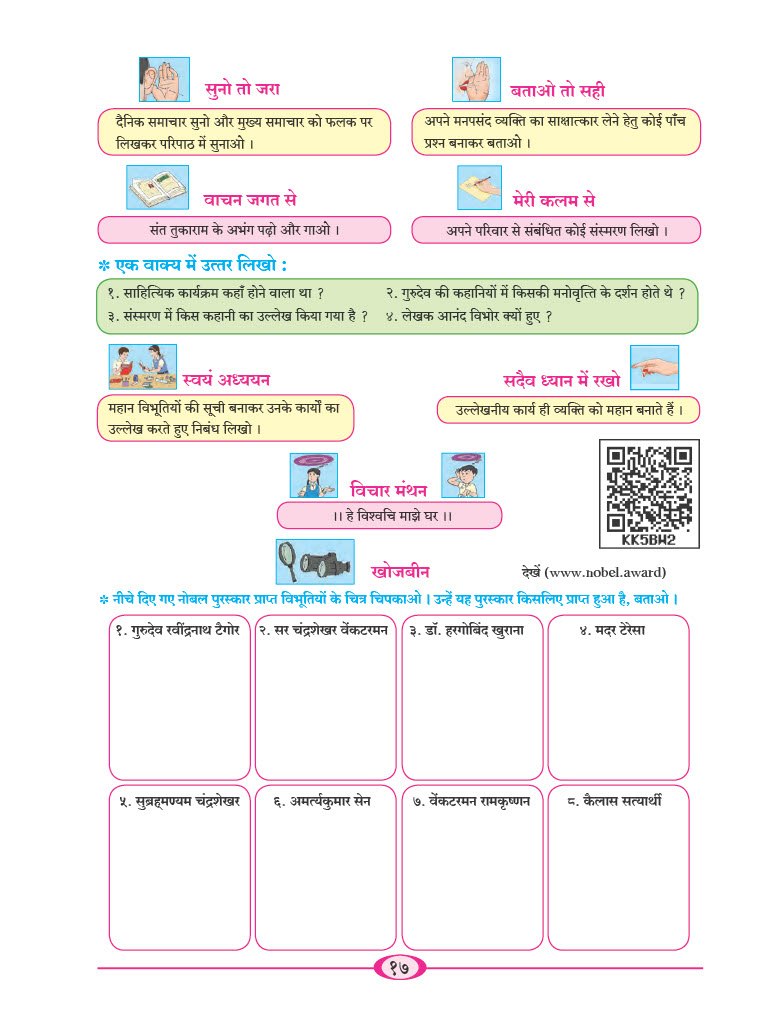 सुनो तो जरा
दैनिक समाचार सुनो और मुख्य समाचार को फलक पर
लिखकर परिपाठ में सुनाओ ।
बताओ तो सही
अपने मनपसंद व्यक्ति का साक्षात्कार लेने हेतु कोई पाँच
प्रश्न बनाकर बताओ ।
वाचन जगत से
संत तुकाराम के अभंग पढ़ो और गाओ ।
मेरी कलम से
अपने परिवार से संबंधित कोई संस्मरण लिखो ।
* एक वाक्य में उत्तर लिखो :
१. साहित्यिक कार्यक्रम कहाँ होने वाला था ? २. गुरुदेव की कहानियों में किसकी मनोवृत्ति के दर्शन होते थे ?
३. संस्मरण में किस कहानी का उल्लेख किया गया है ? ४. लेखक आनंद विभोर क्यों हुए ?
स्वयं अध्ययन
महान विभूतियों की सूची बनाकर उनके कार्यों का
उल्लेख करते हुए निबंध लिखो ।
सदैव ध्यान में रखो
उल्लेखनीय कार्य ही व्यक्ति को महान बनाते हैं ।
विचार मंथन
।। हे विश्वचि माझे घर ।।
KK5BW2
खोजबीन
देखें (www.nobel.award)
* नीचे दिए गए नोबल पुरस्कार प्राप्त विभूतियों के चित्र चिपकाओ । उन्हें यह पुरस्कार किसलिए प्राप्त हुआ है, बताओ ।
१. गुरुदेव रवींद्रनाथ टैगोर
२. सर चंद्रशेखर वेंकटरमन
३. डॉ. हरगोबिंद खुराना
४. मदर टेरेसा
५. सुब्रह्मण्यम चंद्रशेखर
६. अमर्त्यकुमार सेन
७. वेंकटरमन रामकृष्णन
८. कैलास सत्यार्थी
१७